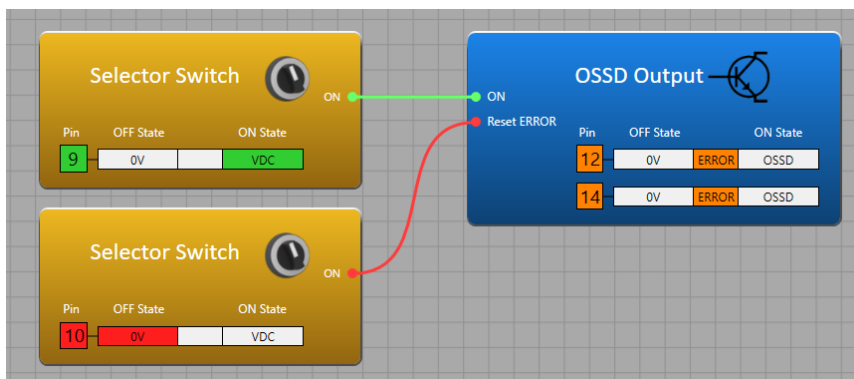 Selector Switch
ON
Pin OFF State ON State
9 0V VDC
Selector Switch
ON
Pin OFF State ON State
10 0V VDC
OSSD Output
ON
Reset ERROR
Pin OFF State ON State
12 0V ERROR OSSD
14 0V ERROR OSSD